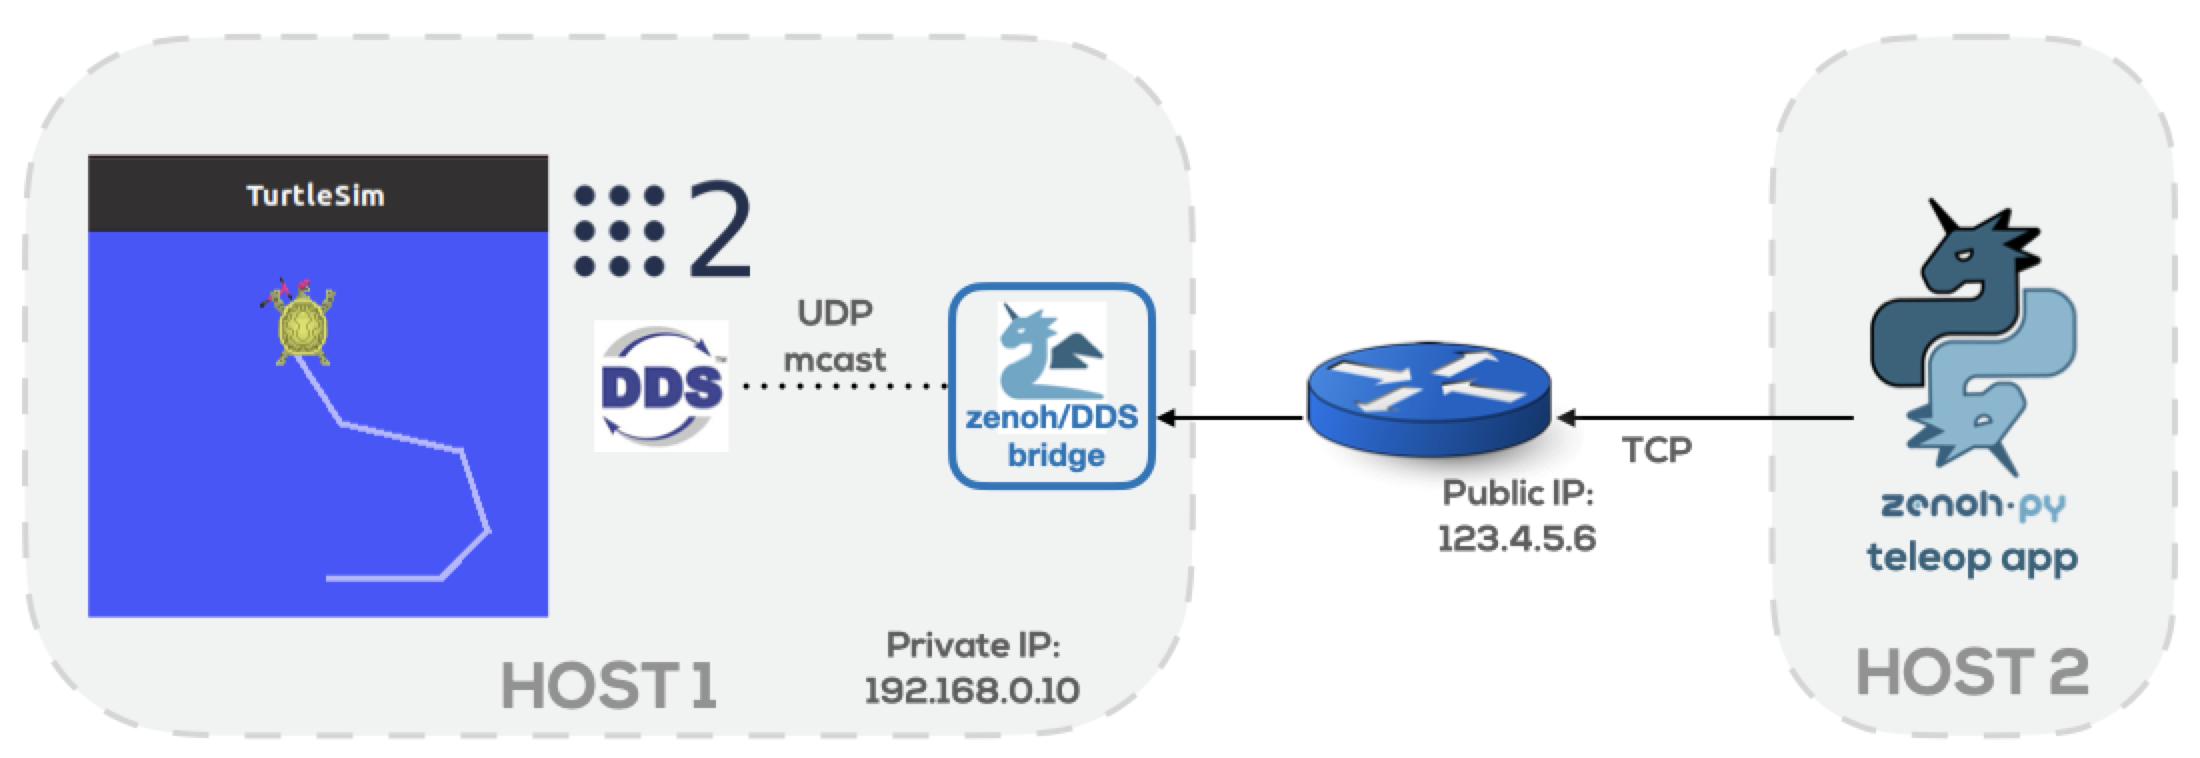 TurtleSim
2
UDP
mcast
DDS
TM
zenoh/DDS
bridge
Private IP:
192.168.0.10
HOST 1
TCP
Public IP:
123.4.5.6
zenoh·py
teleop app
HOST 2